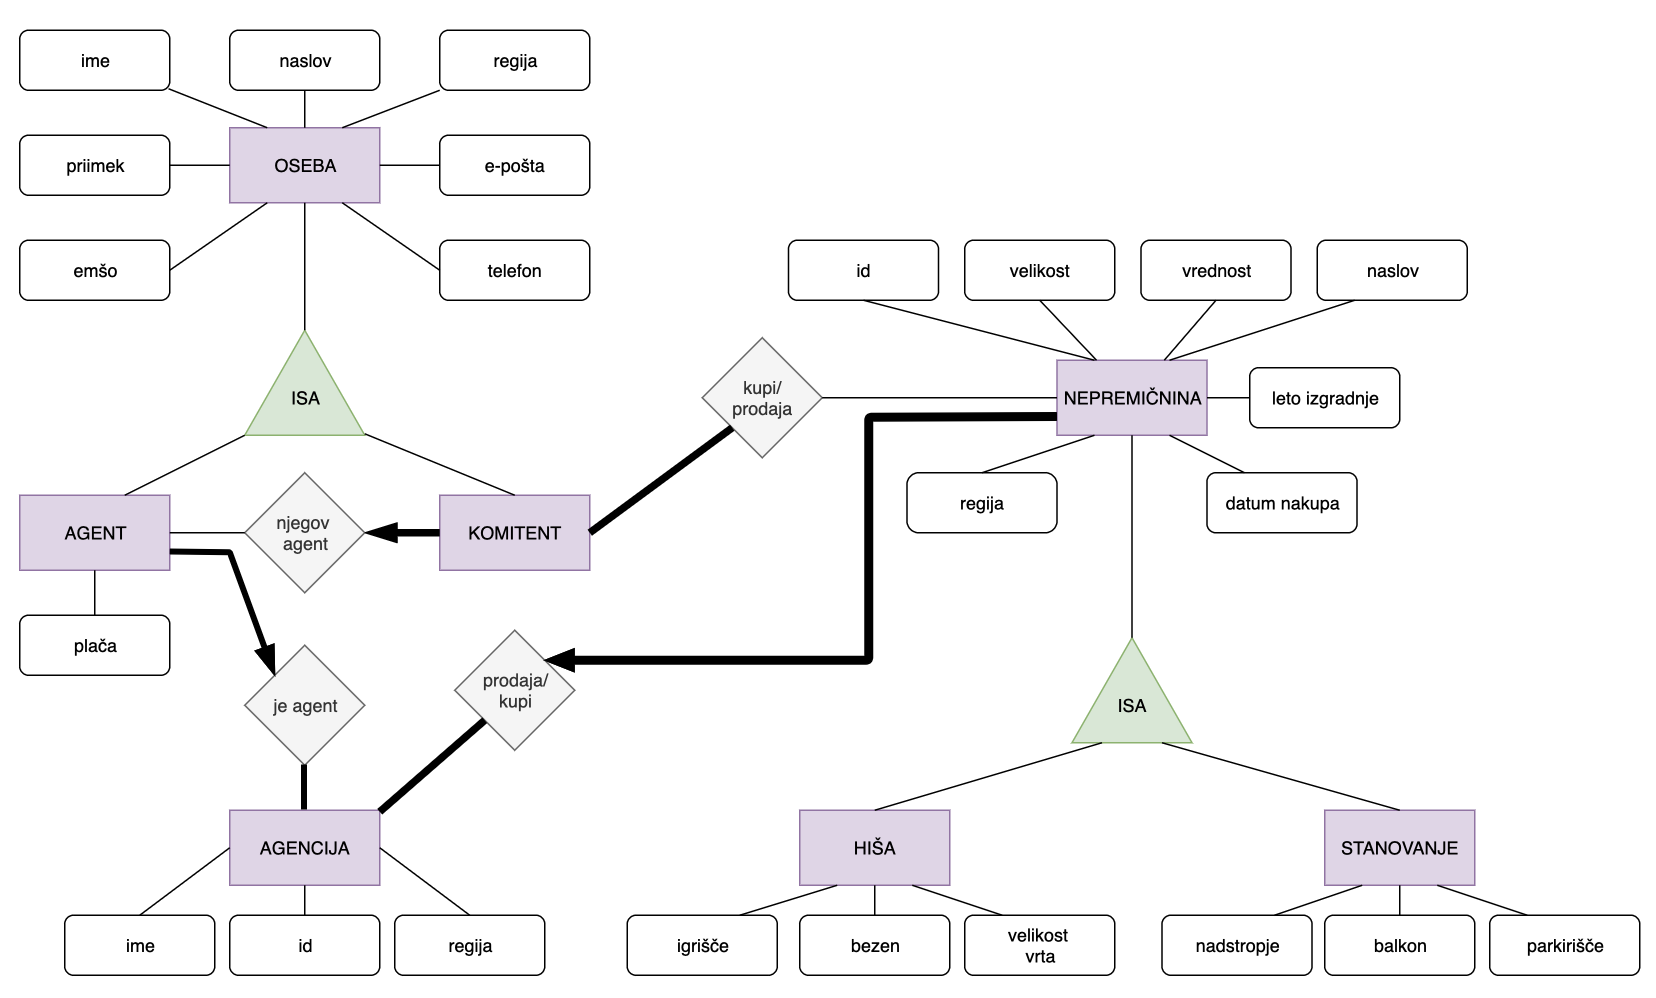 ime
naslov
regija
priimek
OSEBA
e-pošta
emšo
telefon
id
velikost
vrednost
naslov
ISA
kupi/
prodaja
NEPREMIČNINA
leto izgradnje
regija
datum nakupa
AGENT
njegov
agent
KOMITENT
plača
je agent
prodaja/
kupi
ISA
AGENCIJA
HIŠA
STANOVANJE
ime
id
regija
igrišče
bezen
velikost
vrta
nadstropje
balkon
parkirišče